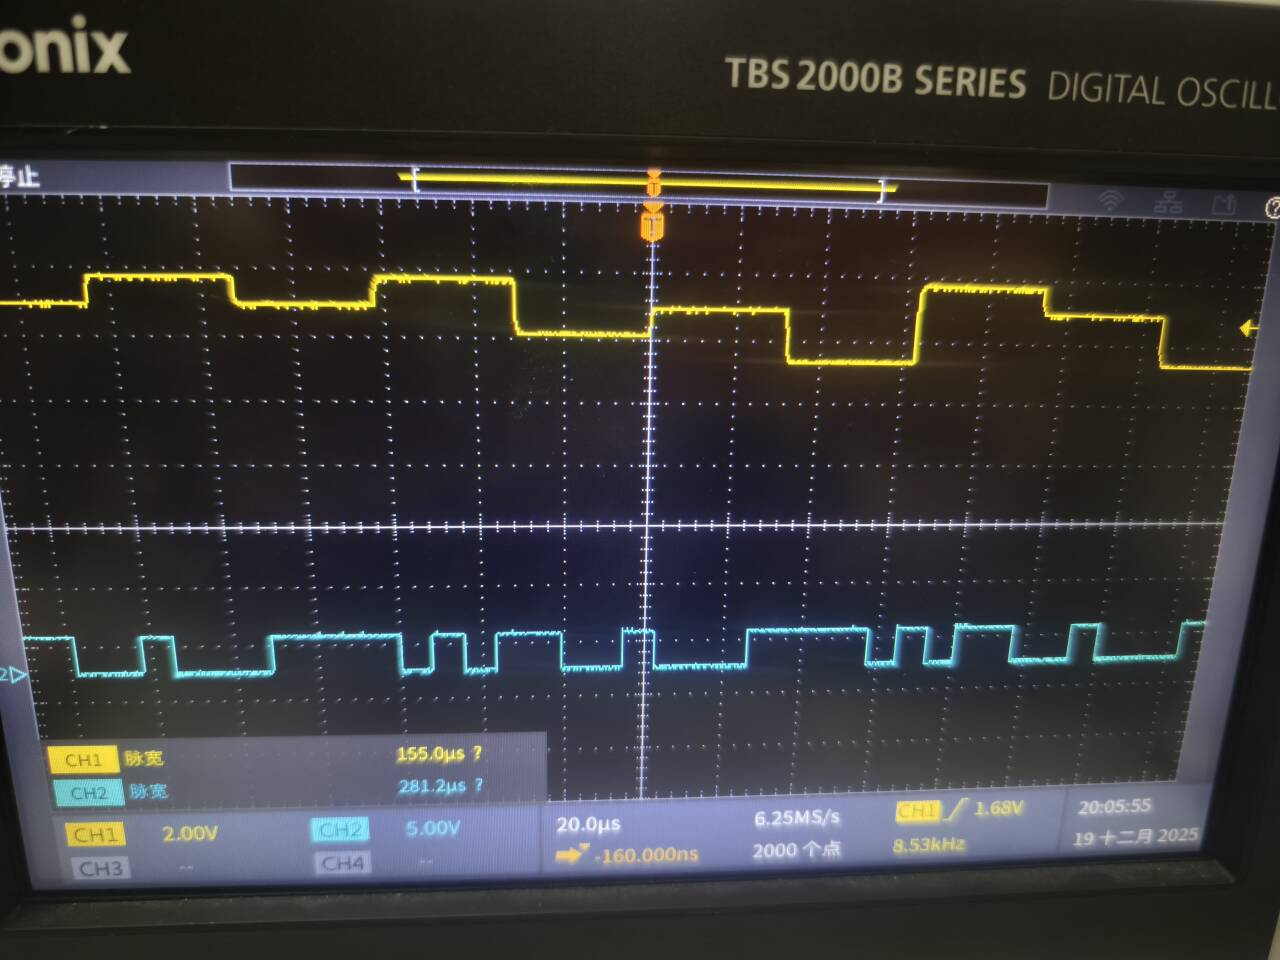 onix
TBS 2000B SERIES DIGITAL OSCILL
停止
T
T
2
CH1 脉宽 155.0µs ?
CH2 脉宽 281.2µs ?
CH1 2.00V CH2 5.00V
CH3 -- CH4 --
20.0µs 6.25MS/s CH1 1.68V 20:05:55
-160.000ns 2000 个点 8.53kHz 19 十二月 2025